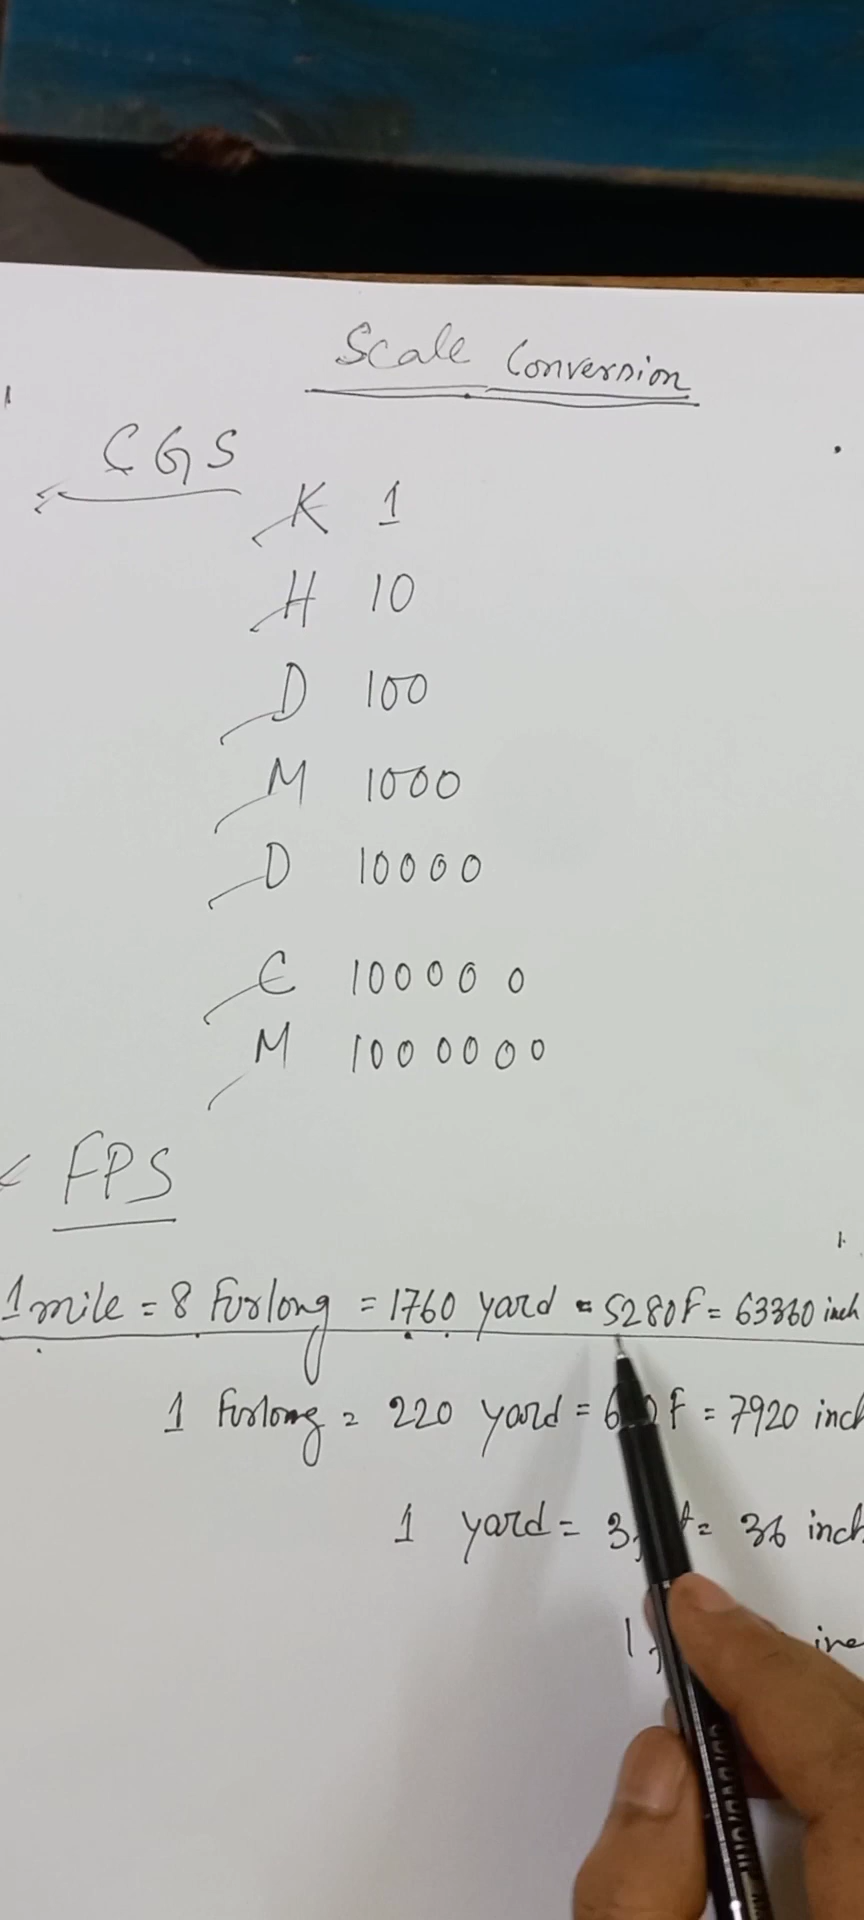 Scale Conversion
CGS
K 1
H 10
D 100
M 1000
D 10000
C 100000
M 1000000
FPS
1 mile = 8 Furlong = 1760 yard = 5280F = 63360 inch
1 Furlong = 220 yard = F = 7920 inch
1 yard = 3 = 36 inch
1